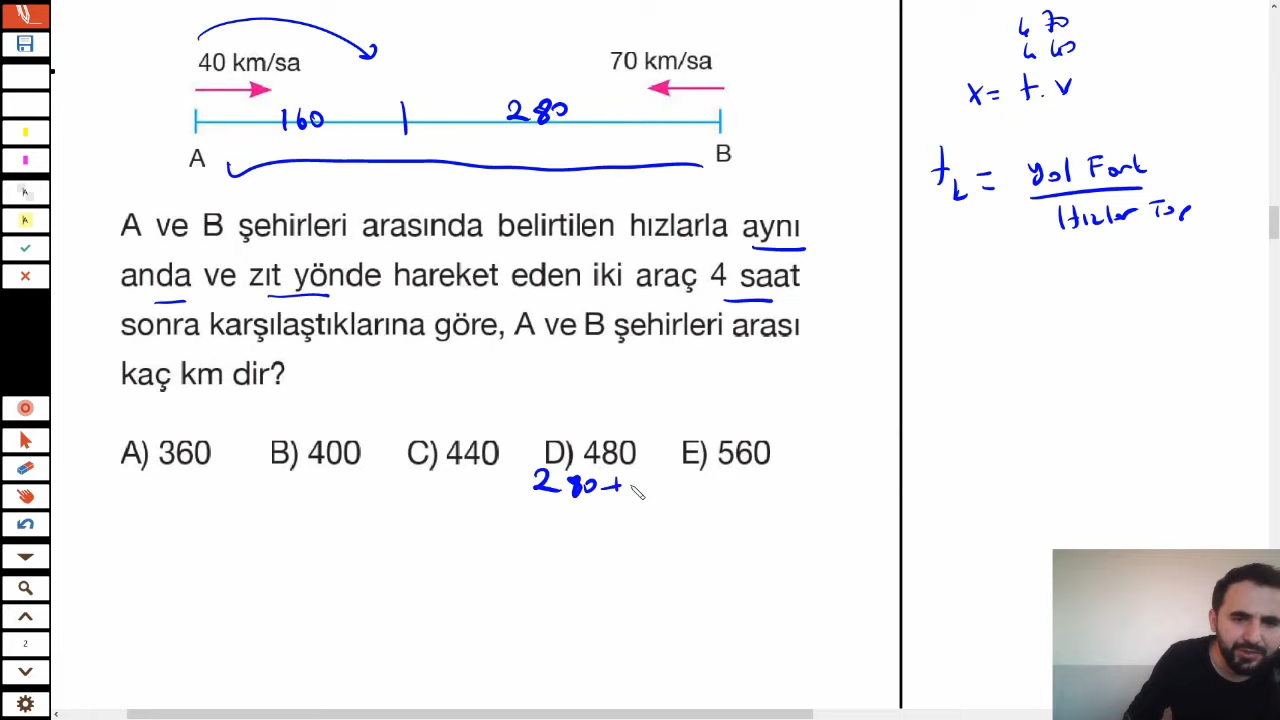 40 km/sa
70 km/sa
160
280
A
B
A ve B şehirleri arasında belirtilen hızlarla aynı
anda ve zıt yönde hareket eden iki araç 4 saat
sonra karşılaştıklarına göre, A ve B şehirleri arası
kaç km dir?
A) 360 B) 400 C) 440 D) 480 E) 560
280+
4 70
4 40
x = t . v
yol Fark
Hızlar Top
2